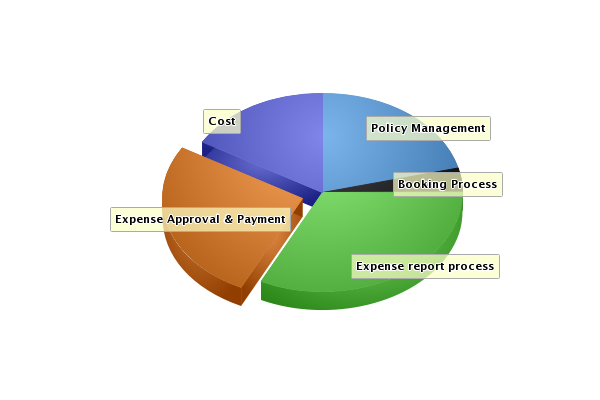 Cost
Policy Management
Booking Process
Expense Approval & Payment
Expense report process